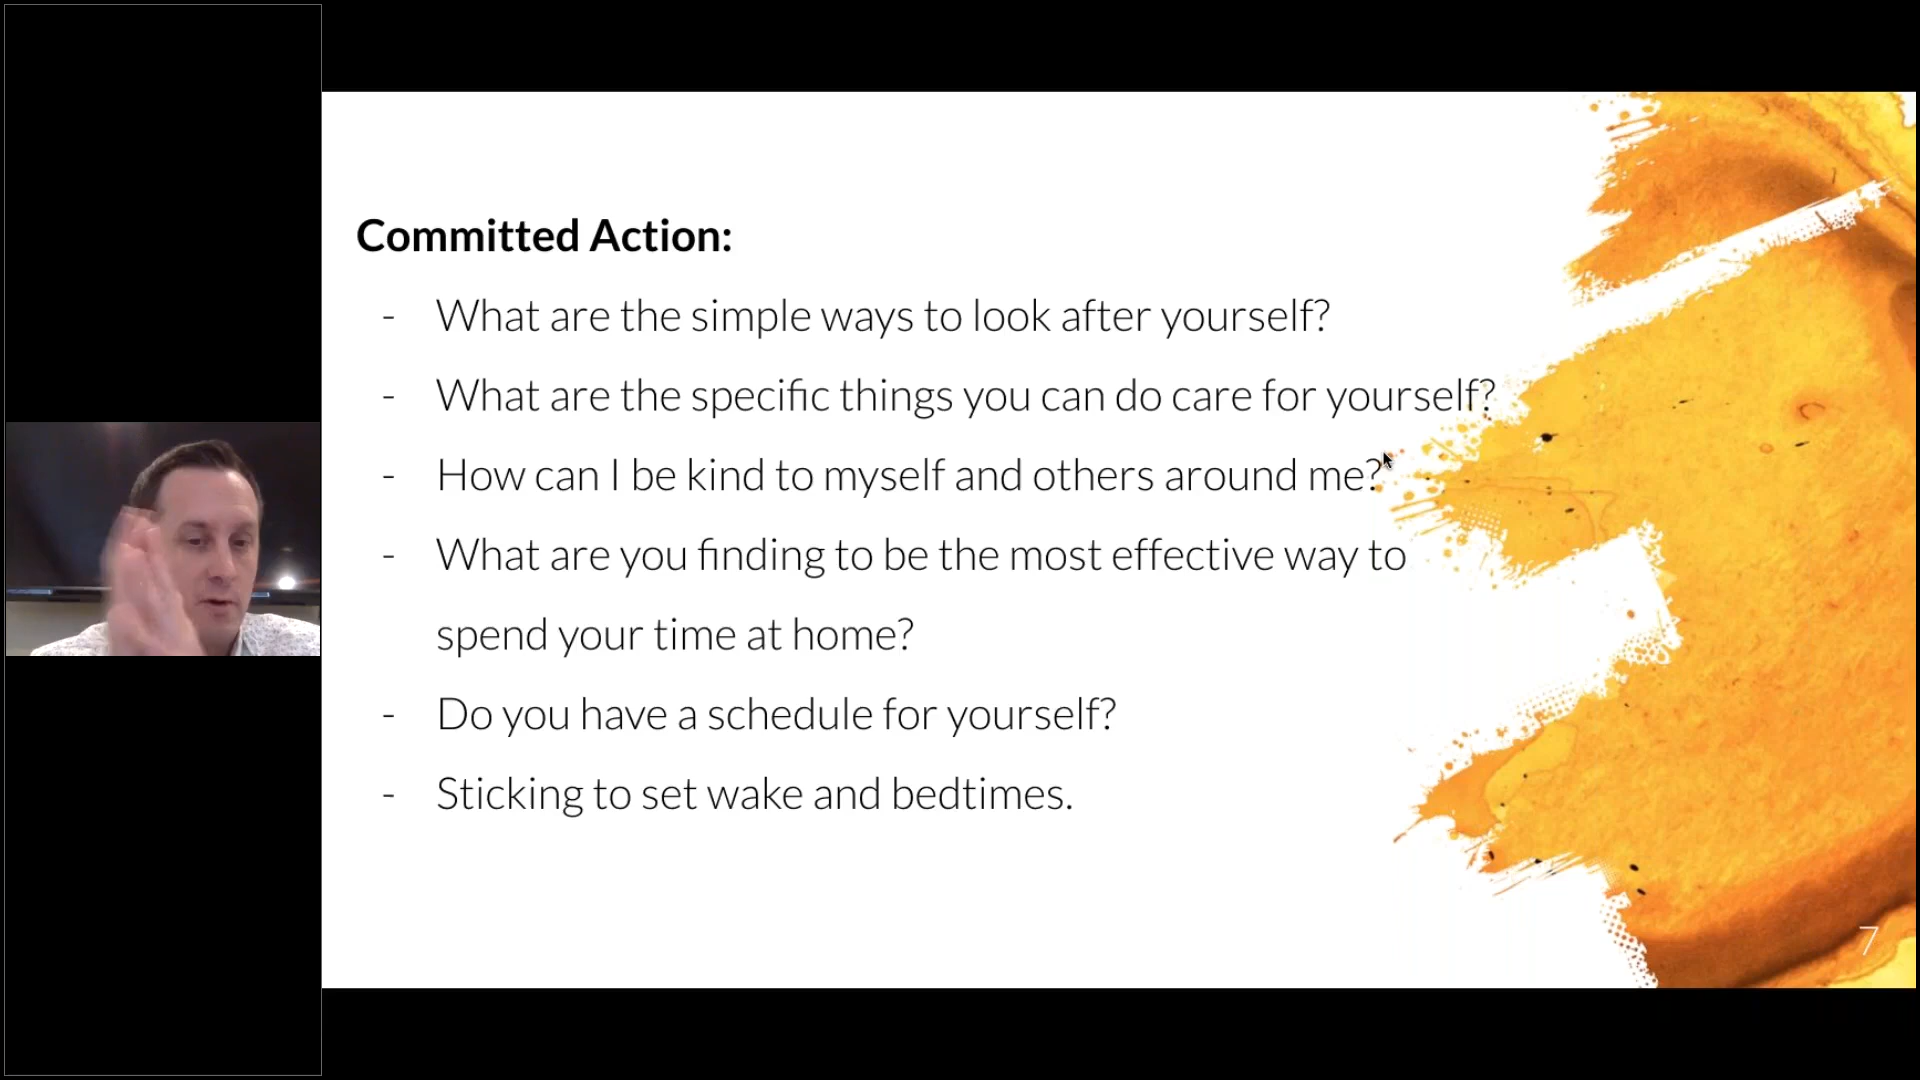 Committed Action:
- What are the simple ways to look after yourself?
- What are the specific things you can do care for yourself?
- How can I be kind to myself and others around me?
- What are you finding to be the most effective way to
spend your time at home?
- Do you have a schedule for yourself?
- Sticking to set wake and bedtimes.
7